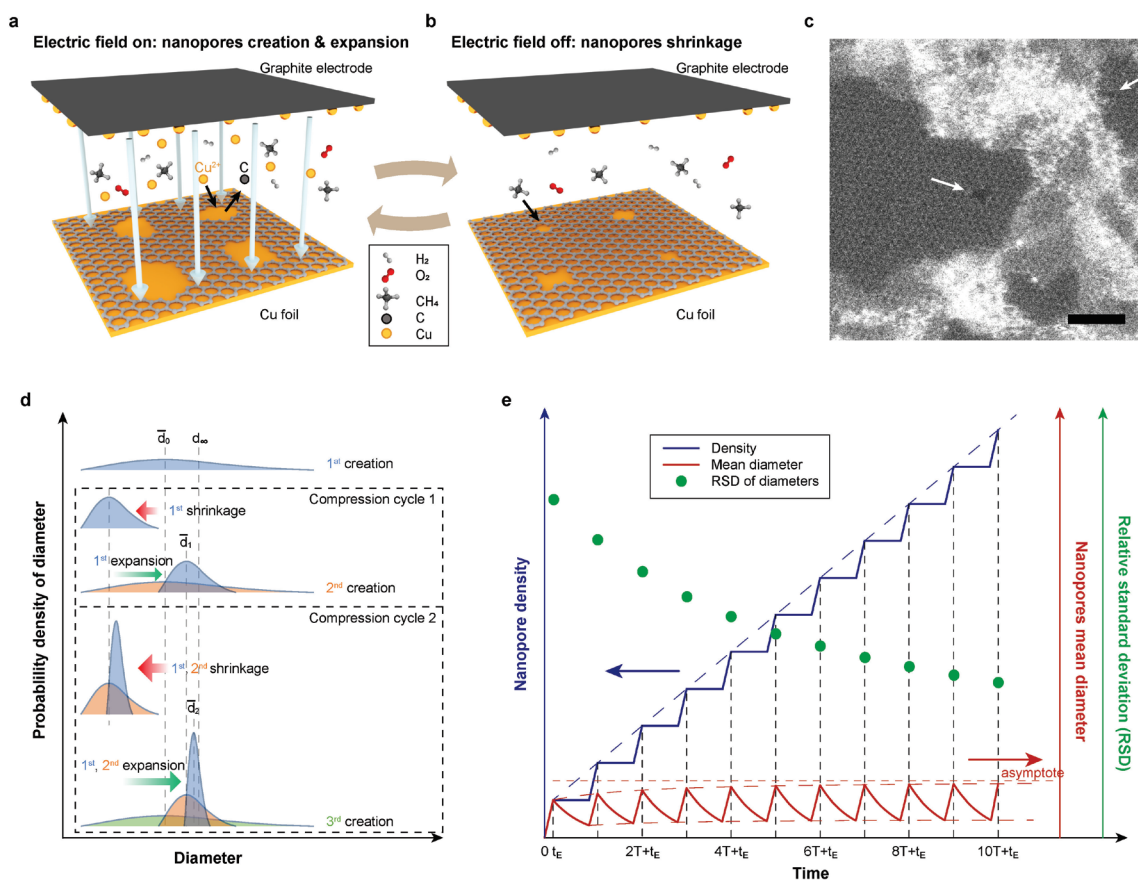 a
Electric field on: nanopores creation & expansion
Graphite electrode
Cu²⁺
C
Cu foil
b
Electric field off: nanopores shrinkage
Graphite electrode
Cu foil
H₂
O₂
CH₄
C
Cu
c
d
Probablility density of diameter
d̅₀ d∞
1st creation
Compression cycle 1
1st shrinkage
d̅₁
1st expansion
2nd creation
Compression cycle 2
1st 2nd shrinkage
d̅₂
1st, 2nd expansion
3rd creation
Diameter
e
Nanopore density
Density
Mean diameter
RSD of diameters
asymptote
Nanopores mean diameter
Relative standard deviation (RSD)
0 tE 2T+tE 4T+tE 6T+tE 8T+tE 10T+tE
Time